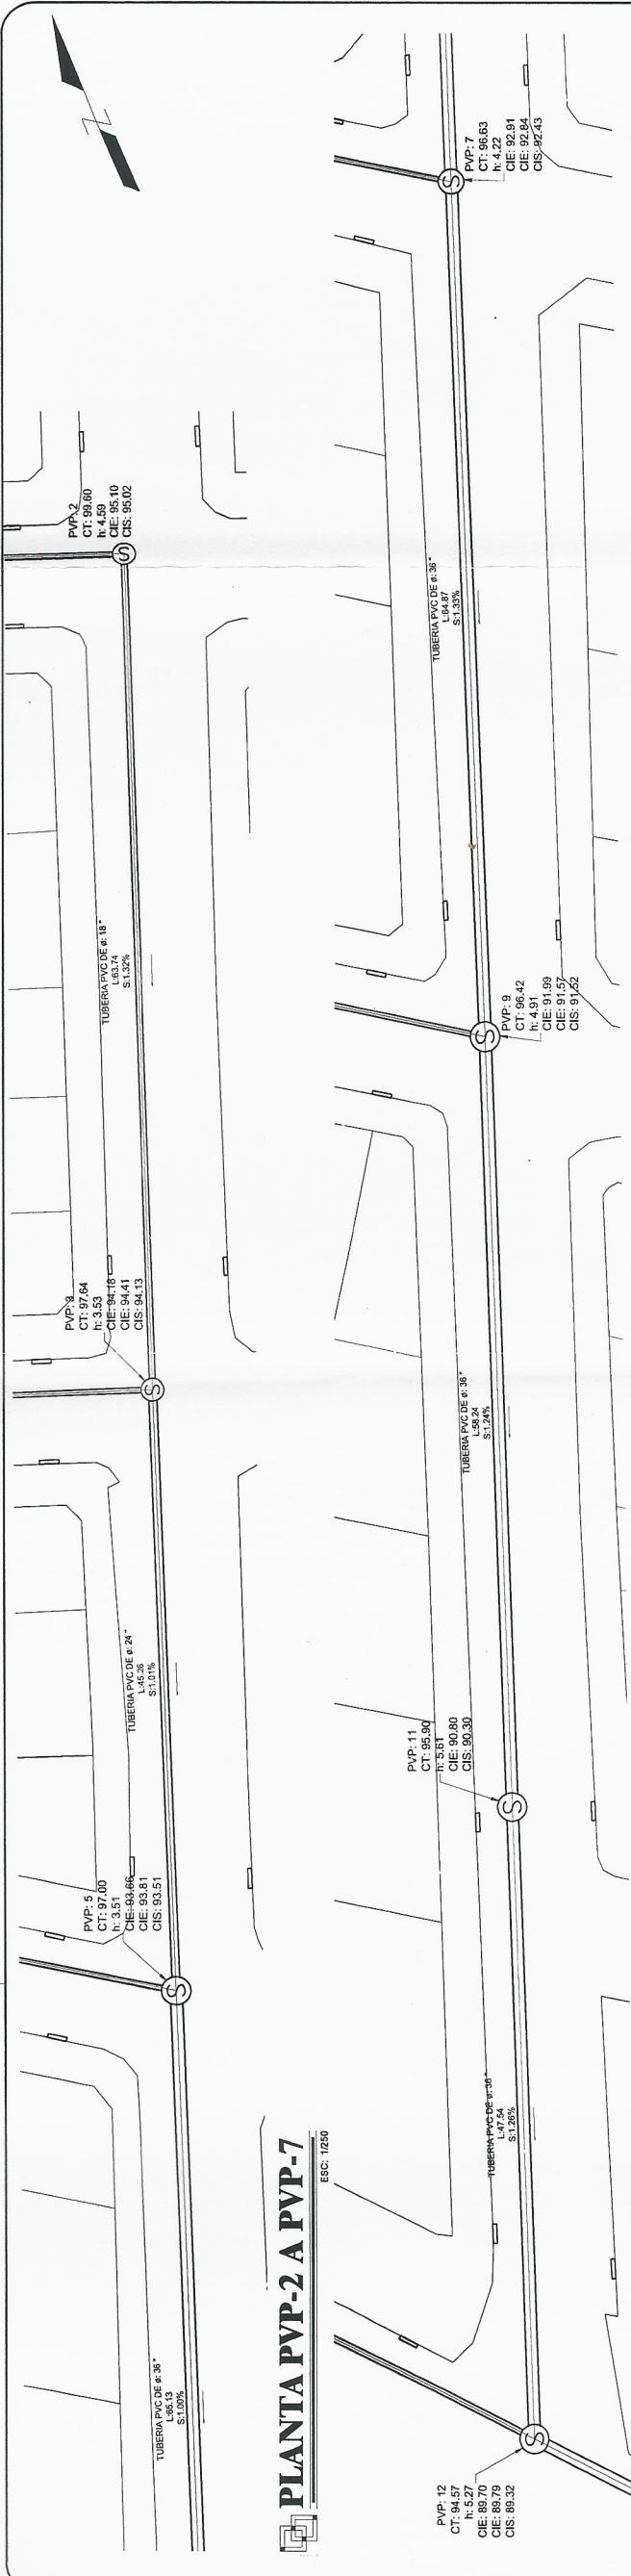 PVP: 2
CT: 99.60
h: 4.59
CIE: 95.10
CIS: 95.02
TUBERIA PVC DE ø: 18"
L:63.74
S:1.32%
PVP: 3
CT: 97.64
h: 3.53
CIE: 94.18
CIE: 94.41
CIS: 94.13
TUBERIA PVC DE ø: 24"
L:45.26
S:1.01%
PVP: 5
CT: 97.00
h: 3.51
CIE: 93.66
CIE: 93.81
CIS: 93.51
TUBERIA PVC DE ø: 36"
L:65.13
S:1.00%
PLANTA PVP-2 A PVP-7
ESC: 1/250
PVP: 7
CT: 96.63
h: 4.22
CIE: 92.91
CIE: 92.84
CIS: 92.43
TUBERIA PVC DE ø: 36"
L:64.87
S:1.33%
PVP: 9
CT: 96.42
h: 4.91
CIE: 91.99
CIE: 91.57
CIS: 91.52
TUBERIA PVC DE ø: 36"
L:58.24
S:1.24%
PVP: 11
CT: 95.90
h: 5.61
CIE: 90.80
CIS: 90.30
TUBERIA PVC DE ø: 36"
L:47.54
S:1.26%
PVP: 12
CT: 94.57
h: 5.27
CIE: 89.70
CIE: 89.79
CIS: 89.32
S
S
S
S
S
S
S